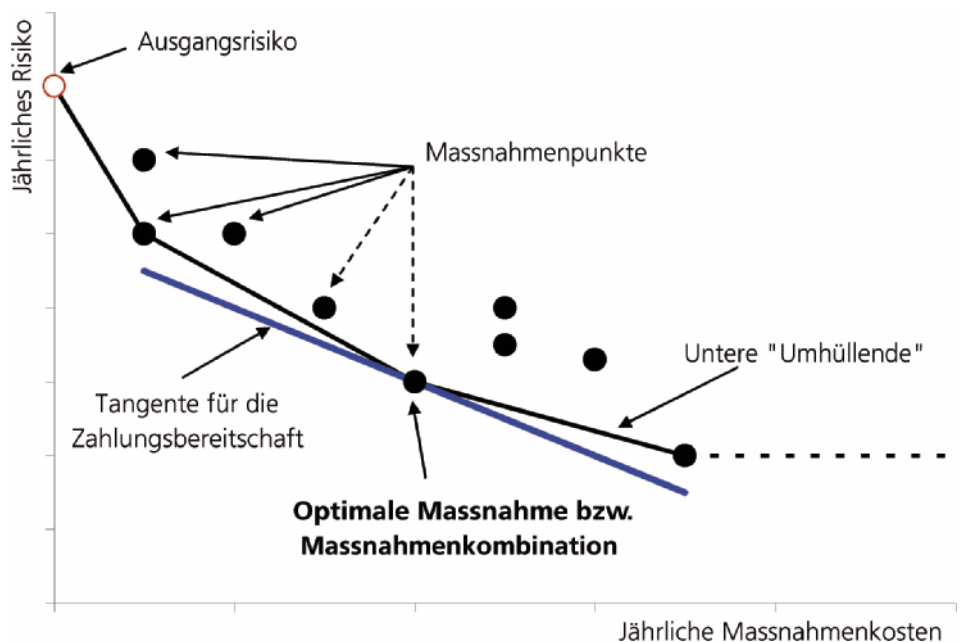 Jährliches Risiko
Ausgangsrisiko
Massnahmenpunkte
Untere "Umhüllende"
Tangente für die
Zahlungsbereitschaft
Optimale Massnahme bzw.
Massnahmenkombination
Jährliche Massnahmenkosten